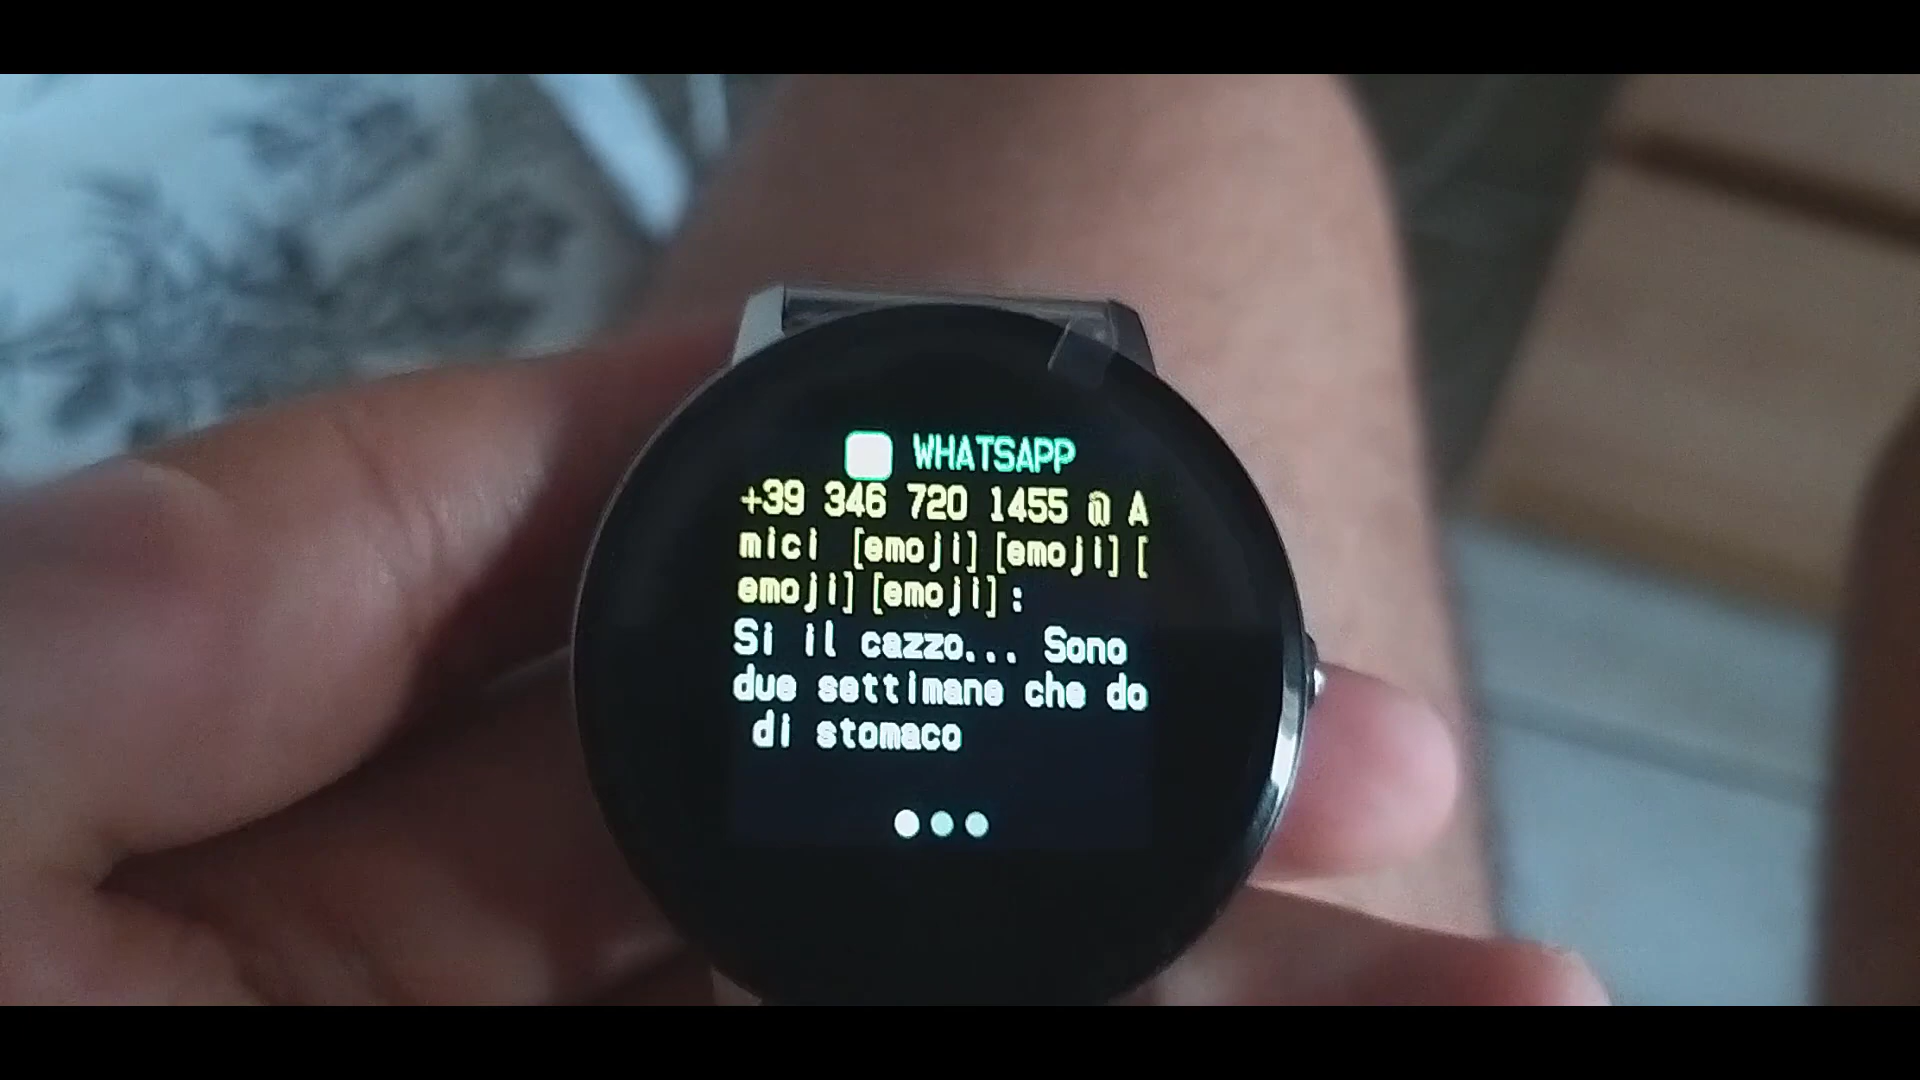 WHATSAPP
+39 346 720 1455 @ A
mici [emoji][emoji][
emoji][emoji]:
Si il cazzo... Sono
due settimane che do
di stomaco